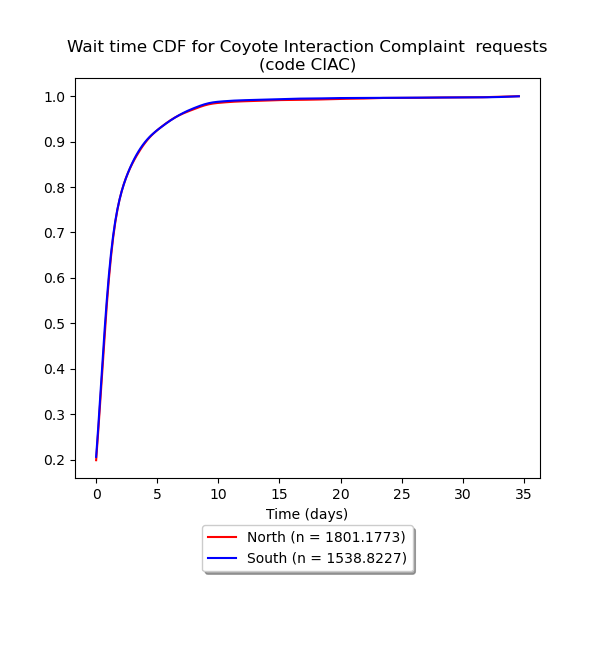 Wait time CDF for Coyote Interaction Complaint  requests
(code CIAC)
1.0
0.9
0.8
0.7
0.6
0.5
0.4
0.3
0.2
0 5 10 15 20 25 30 35
Time (days)
North (n = 1801.1773)
South (n = 1538.8227)